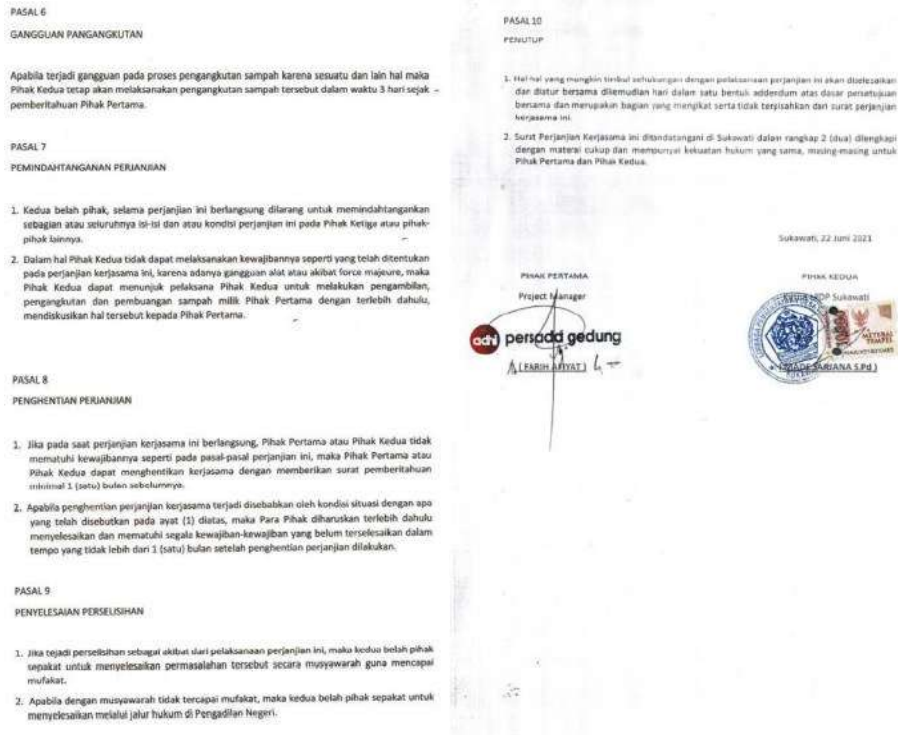 PASAL 6
GANGGUAN PANGANGKUTAN
Apabila terjadi gangguan pada proses pengangkutan sampah karena sesuatu dan lain hal maka
Pihak Kedua tetap akan melaksanakan pengangkutan sampah tersebut dalam waktu 3 hari sejak
pemberitahuan Pihak Pertama.
PASAL 7
PEMINDAHTANGANAN PERJANJIAN
1. Kedua belah pihak, selama perjanjian ini berlangsung dilarang untuk memindahtangankan
sebagian atau seluruhnya isi-isi dan atau kondisi perjanjian ini pada Pihak Ketiga atau pihak-
pihak lainnya.
2. Dalam hal Pihak Kedua tidak dapat melaksanakan kewajibannya seperti yang telah ditentukan
pada perjanjian kerjasama ini, karena adanya gangguan alat atau akibat force majeure, maka
Pihak Kedua dapat menunjuk pelaksana Pihak Kedua untuk melakukan pengambilan,
pengangkutan dan pembuangan sampah milik Pihak Pertama dengan terlebih dahulu,
mendiskusikan hal tersebut kepada Pihak Pertama.
PASAL 8
PENGHENTIAN PERJANJIAN
1. Jika pada saat perjanjian kerjasama ini berlangsung, Pihak Pertama atau Pihak Kedua tidak
mematuhi kewajibannya seperti pada pasal-pasal perjanjian ini, maka Pihak Pertama atau
Pihak Kedua dapat menghentikan kerjasama dengan memberikan surat pemberitahuan
minimal 1 (satu) bulan sebelumnya.
2. Apabila penghentian perjanjian kerjasama terjadi disebabkan oleh kondisi situasi dengan apa
yang telah disebutkan pada ayat (1) diatas, maka Para Pihak diharuskan terlebih dahulu
menyelesaikan dan mematuhi segala kewajiban-kewajiban yang belum terselesaikan dalam
tempo yang tidak lebih dari 1 (satu) bulan setelah penghentian perjanjian dilakukan.
PASAL 9
PENYELESAIAN PERSELISIHAN
1. Jika tejadi perselisihan sebagai akibat dari pelaksanaan perjanjian ini, maka kedua belah pihak
sepakat untuk menyelesaikan permasalahan tersebut secara musyawarah guna mencapai
mufakat.
2. Apabila dengan musyawarah tidak tercapai mufakat, maka kedua belah pihak sepakat untuk
menyelesaikan melalui jalur hukum di Pengadilan Negeri.
PASAL 10
PENUTUP
1. Hal-hal yang mungkin timbul sehubungan dengan pelaksanaan perjanjian ini akan diselesaikan
dan diatur bersama dikemudian hari dalam satu bentuk adderdum atas dasar persetujuan
bersama dan merupakan bagian yang mengikat serta tidak terpisahkan dari surat perjanjian
kerjasama ini.
2. Surat Perjanjian Kerjasama ini ditandatangani di Sukawati dalam rangkap 2 (dua) dilengkapi
dengan materai cukup dan mempunyai kekuatan hukum yang sama, masing-masing untuk
Pihak Pertama dan Pihak Kedua.
Sukawati, 22 Juni 2021
PIHAK PERTAMA
Project Manager
adhi persada gedung
( FARIH AFIYAT )
PIHAK KEDUA
Sukawati
10000
METERAI
TEMPEL
SARJANA S.Pd )